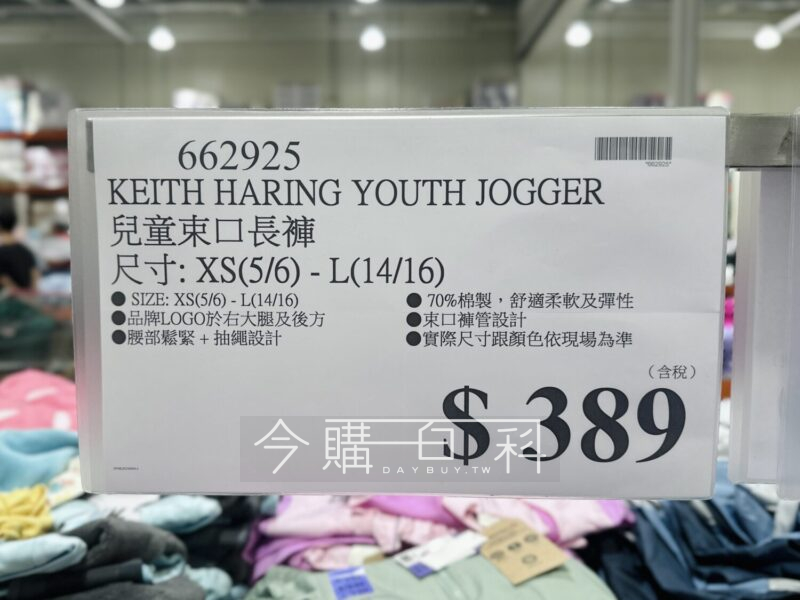 662925
*662925*
KEITH HARING YOUTH JOGGER
兒童束口長褲
尺寸: XS(5/6) - L(14/16)
● SIZE: XS(5/6) - L(14/16)
●品牌LOGO於右大腿及後方
●腰部鬆緊 + 抽繩設計
● 70%棉製，舒適柔軟及彈性
●束口褲管設計
●實際尺寸跟顏色依現場為準
（含稅）
$ 389
今購百科
DAYBUY.TW